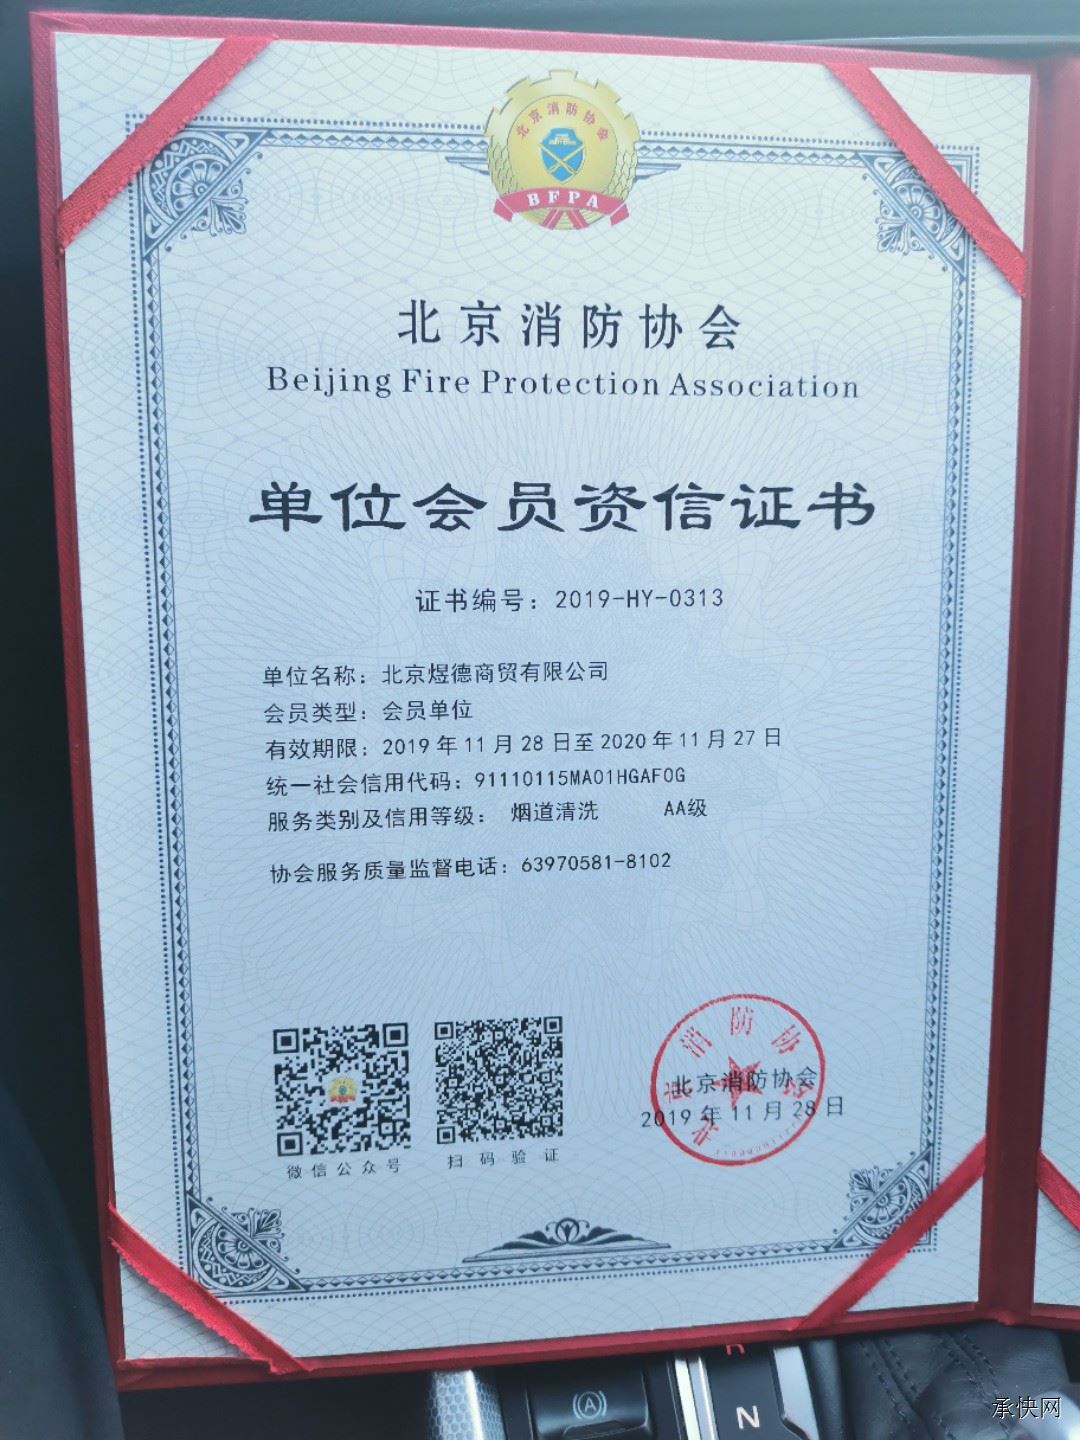 北京消防协会
BFPA
北京消防协会
Beijing Fire Protection Association
单位会员资信证书
证书编号：2019-HY-0313
单位名称：北京煜德商贸有限公司
会员类型：会员单位
有效期限：2019年11月28日至2020年11月27日
统一社会信用代码：91110115MA01HGAF0G
服务类别及信用等级： 烟道清洗 AA级
协会服务质量监督电话：63970581-8102
北京消防协会
北京消防协会
2019年11月28日
微信公众号
扫码验证
A
R
N
承快网